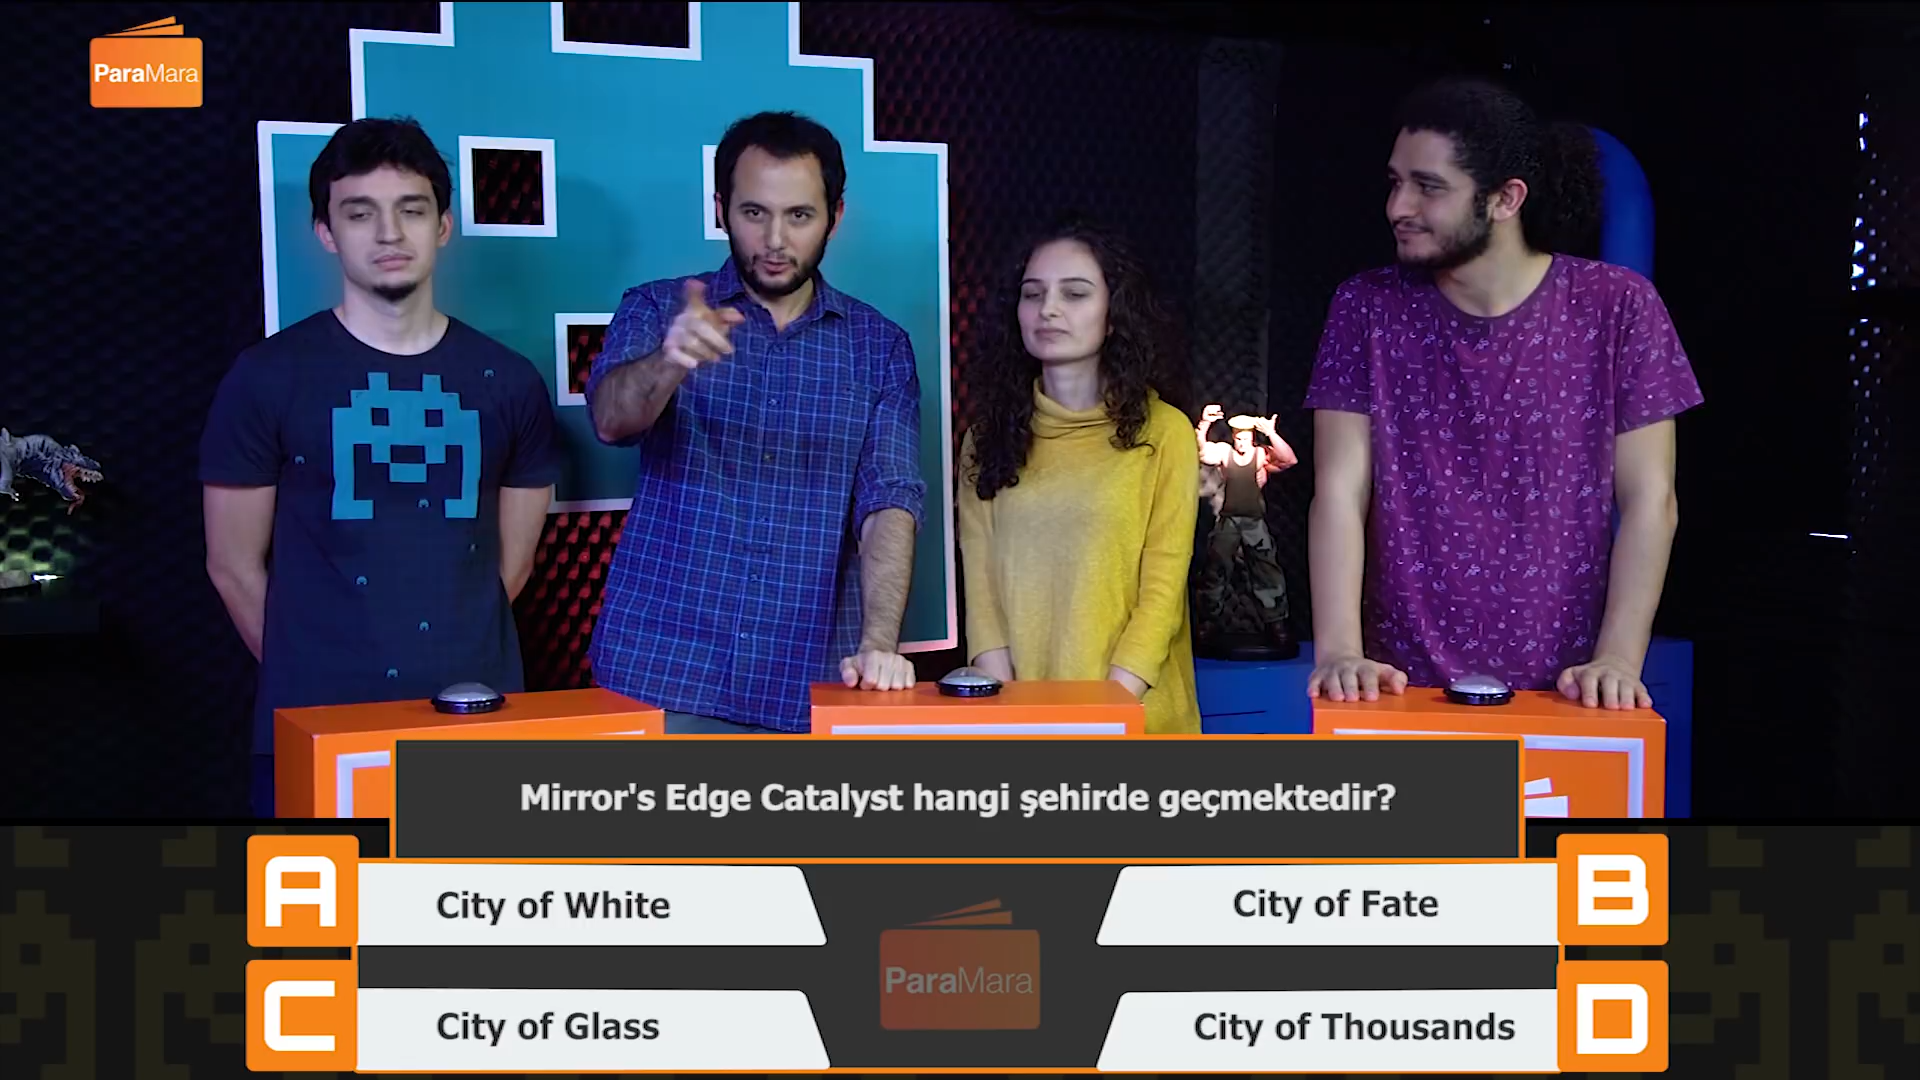 ParaMara
Mirror's Edge Catalyst hangi şehirde geçmektedir?
A
City of White
City of Fate
B
ParaMara
C
City of Glass
City of Thousands
D